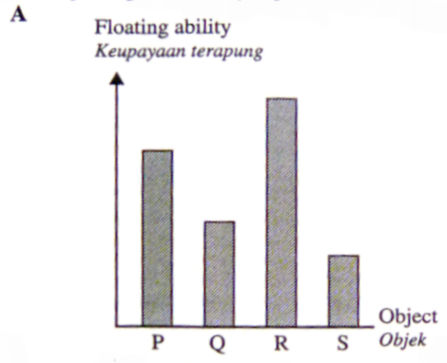 A
Floating ability
Keupayaan terapung
Object
P Q R S Objek